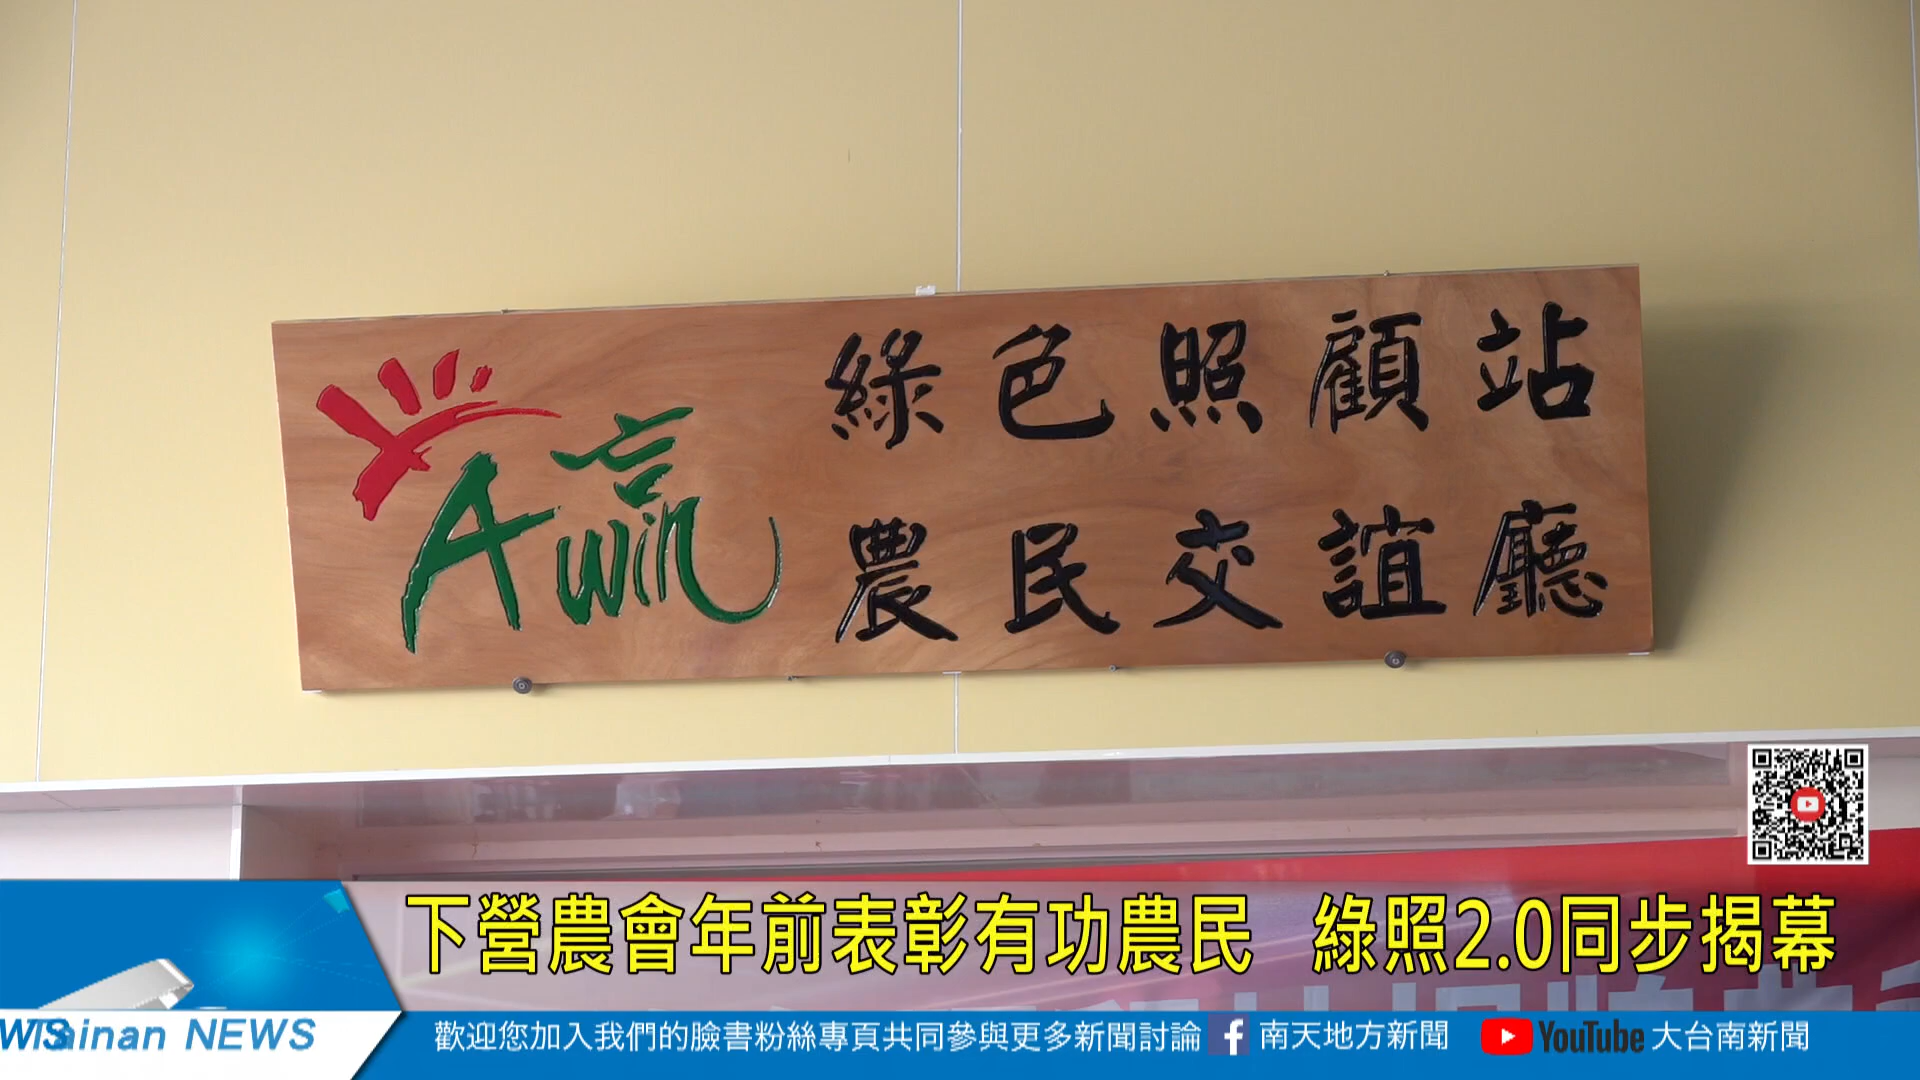 A win 贏
綠色照顧站
農民交誼廳
下營農會年前表彰有功農民 綠照2.0同步揭幕
Tainan NEWS
歡迎您加入我們的臉書粉絲專頁共同參與更多新聞討論 南天地方新聞 YouTube 大台南新聞